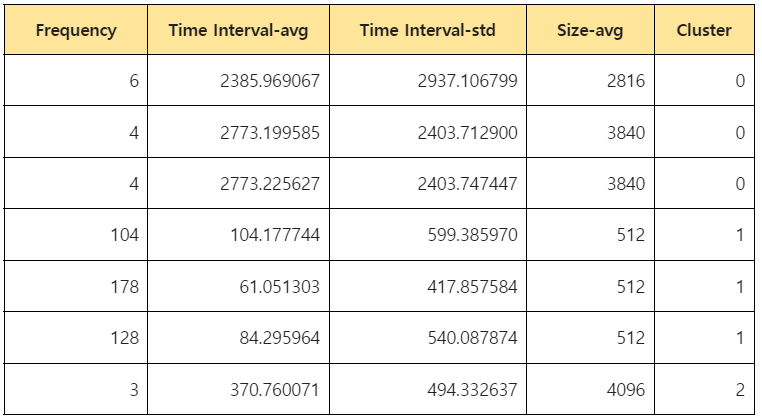 Frequency Time Interval-avg Time Interval-std Size-avg Cluster
6 2385.969067 2937.106799 2816 0
4 2773.199585 2403.712900 3840 0
4 2773.225627 2403.747447 3840 0
104 104.177744 599.385970 512 1
178 61.051303 417.857584 512 1
128 84.295964 540.087874 512 1
3 370.760071 494.332637 4096 2